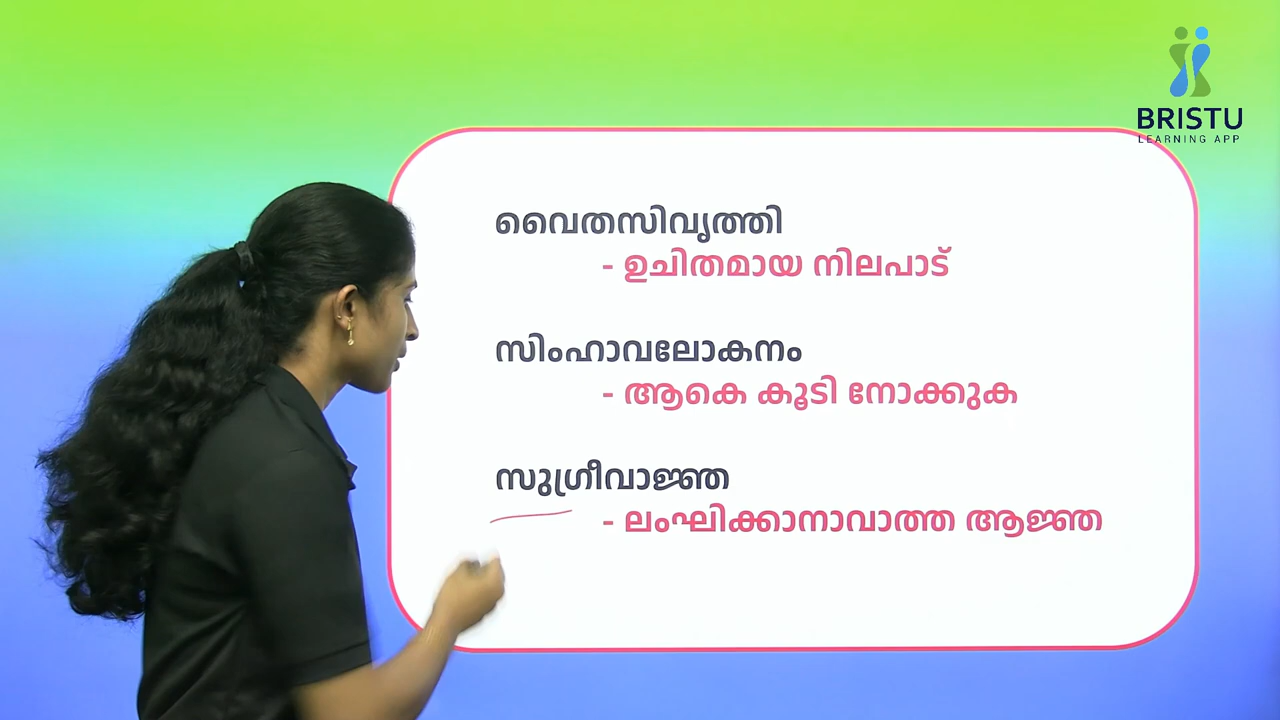 BRISTU
LEARNING APP
വൈതസിവൃത്തി
- ഉചിതമായ നിലപാട്
സിംഹാവലോകനം
- ആകെ കൂടി നോക്കുക
സുഗ്രീവാജ്ഞ
- ലംഘിക്കാനാവാത്ത ആജ്ഞ